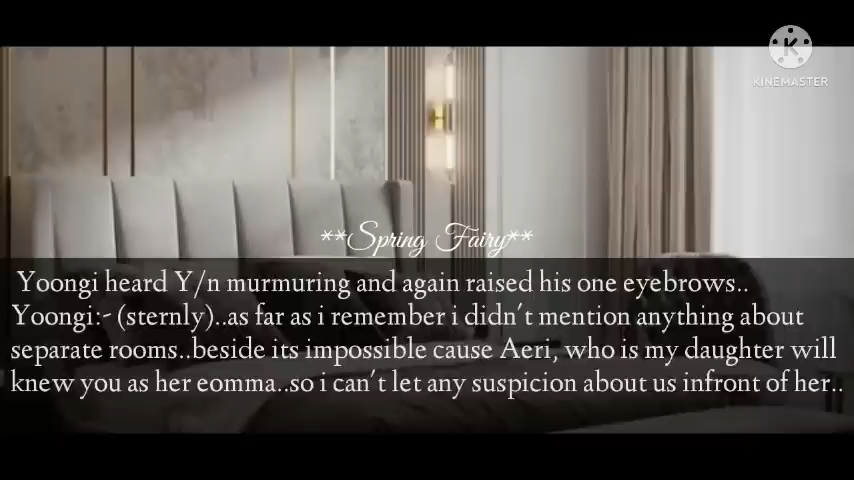 KINEMASTER
**Spring Fairy**
Yoongi heard Y/n murmuring and again raised his one eyebrows..
Yoongi:- (sternly)..as far as i remember i didn't mention anything about
separate rooms..beside its impossible cause Aeri, who is my daughter will
knew you as her eomma..so i can't let any suspicion about us infront of her..